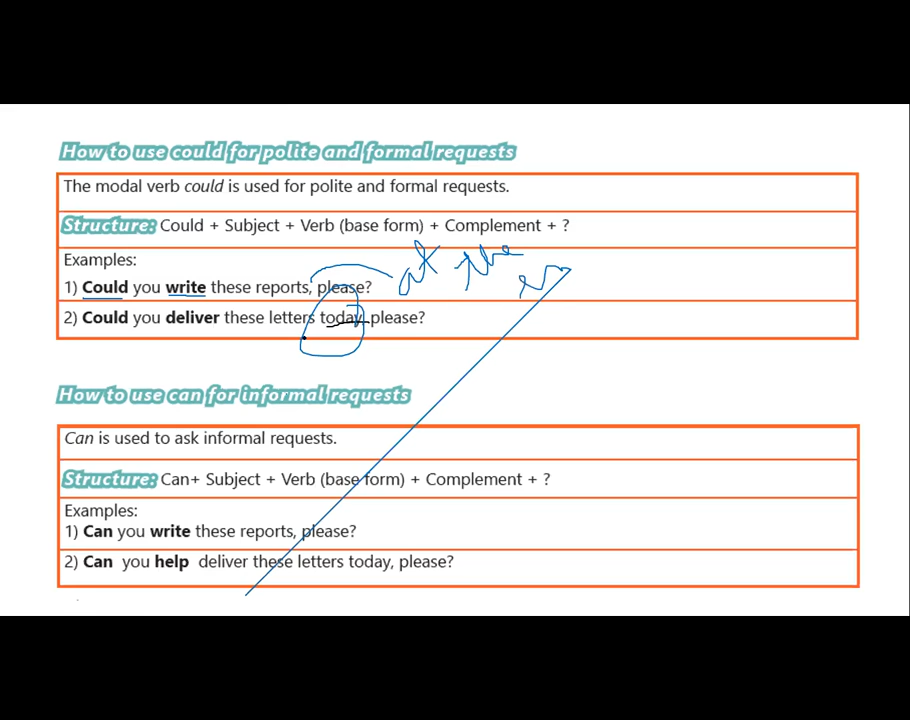 How to use could for polite and formal requests
The modal verb could is used for polite and formal requests.
Structure: Could + Subject + Verb (base form) + Complement + ?
Examples:
at the
1) Could you write these reports, please?
2) Could you deliver these letters today please?
How to use can for informal requests
Can is used to ask informal requests.
Structure: Can+ Subject + Verb (base form) + Complement + ?
Examples:
1) Can you write these reports, please?
2) Can you help deliver these letters today, please?